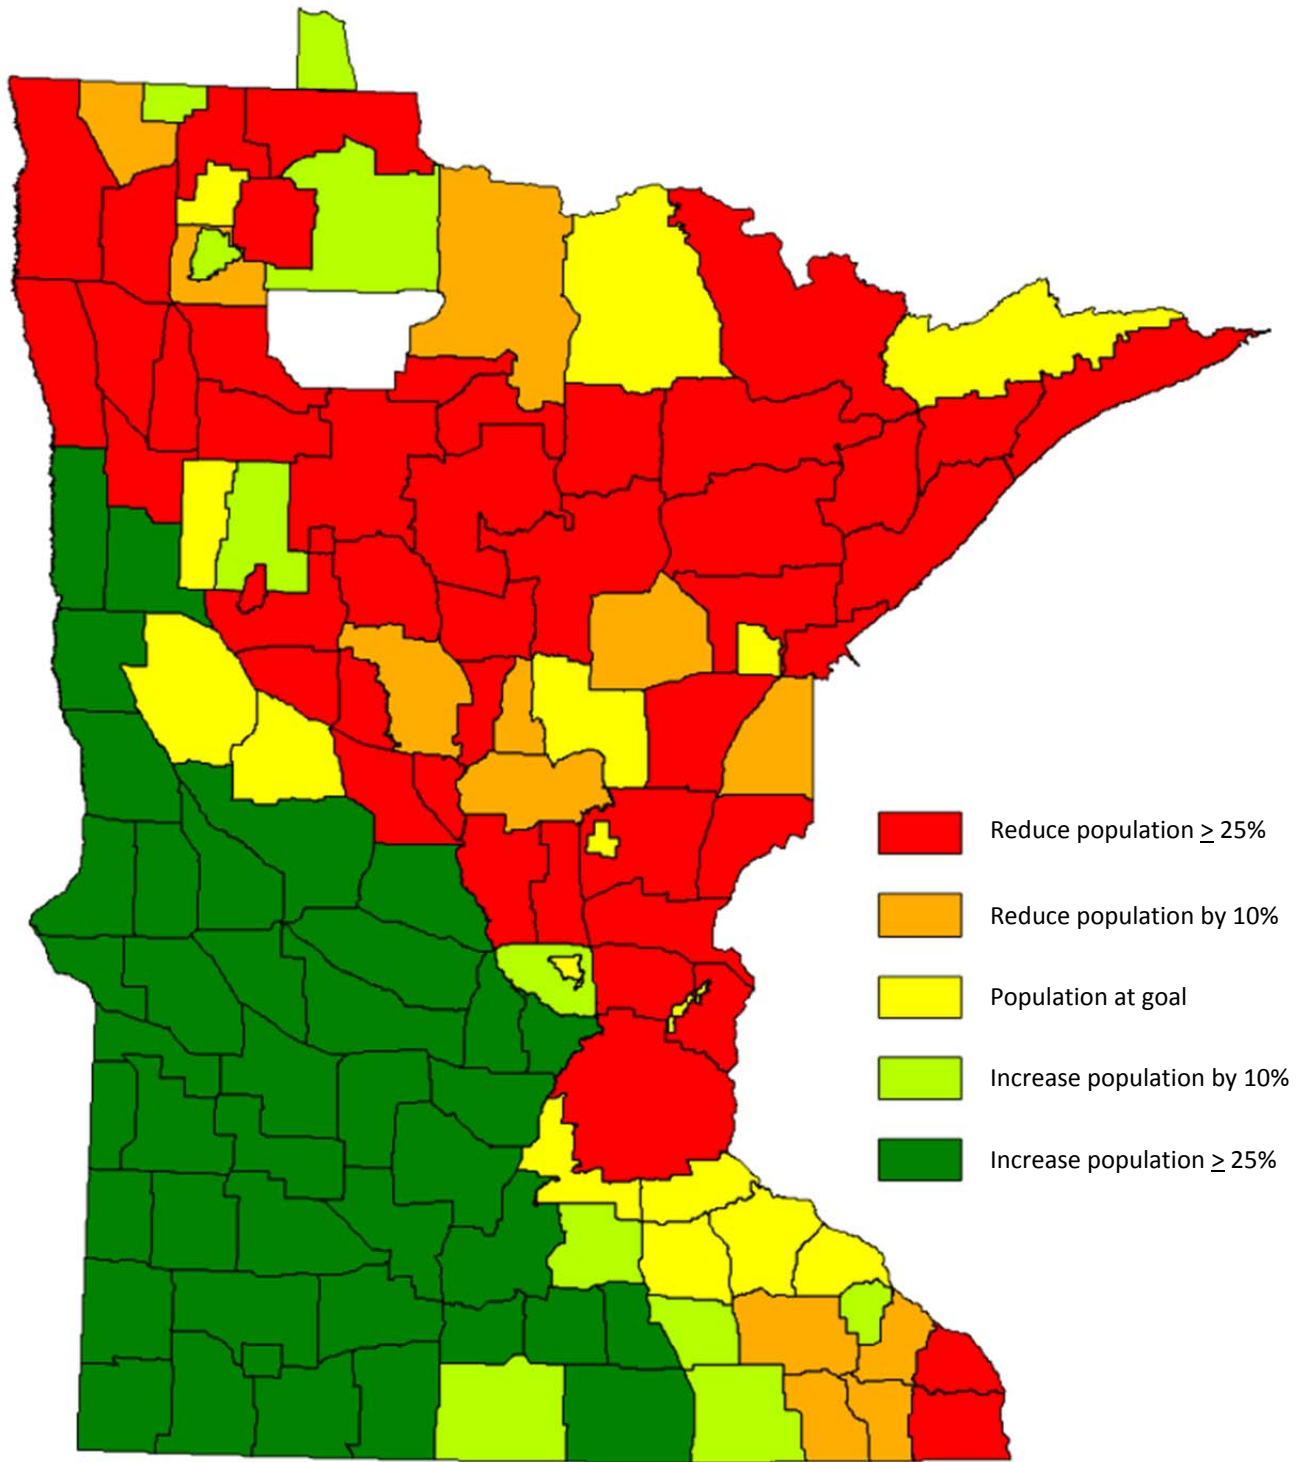 Reduce population ≥ 25%
Reduce population by 10%
Population at goal
Increase population by 10%
Increase population ≥ 25%